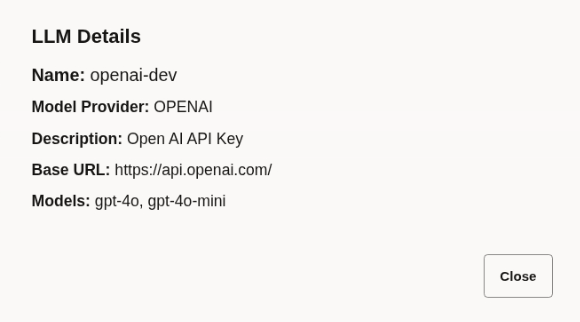 LLM Details
Name: openai-dev
Model Provider: OPENAI
Description: Open AI API Key
Base URL: https://api.openai.com/
Models: gpt-4o, gpt-4o-mini
Close